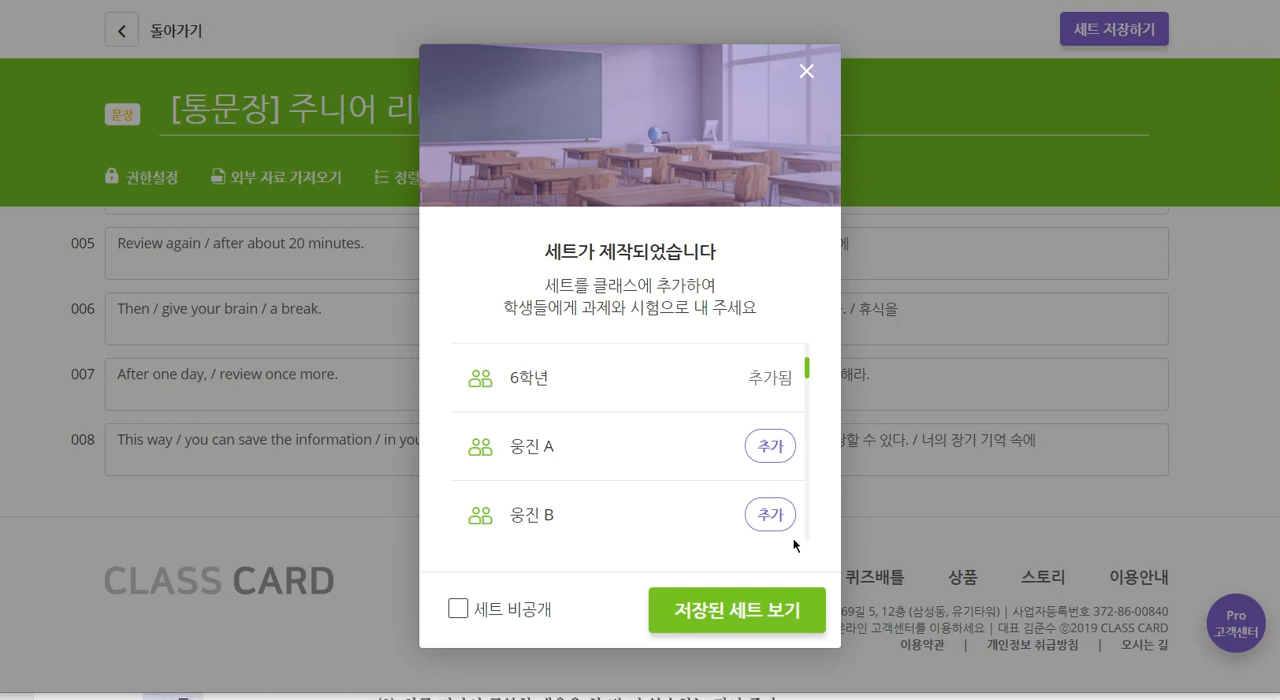 돌아가기
세트 저장하기
문장
[통문장] 주니어 리
권한설정
외부 자료 가져오기
정렬
005 Review again / after about 20 minutes.
006 Then / give your brain / a break. / 휴식을
007 After one day, / review once more. 해라.
008 This way / you can save the information / in you 할 수 있다. / 너의 장기 기억 속에
세트가 제작되었습니다
세트를 클래스에 추가하여
학생들에게 과제와 시험으로 내 주세요
6학년 추가됨
웅진 A 추가
웅진 B 추가
세트 비공개
저장된 세트 보기
CLASS CARD
퀴즈배틀 상품 스토리 이용안내
69길 5, 12층 (삼성동, 유기타워) | 사업자등록번호 372-86-00840
온라인 고객센터를 이용하세요 | 대표 김준수 ⓒ2019 CLASS CARD
이용약관 | 개인정보 취급방침 | 오시는 길
Pro
고객센터